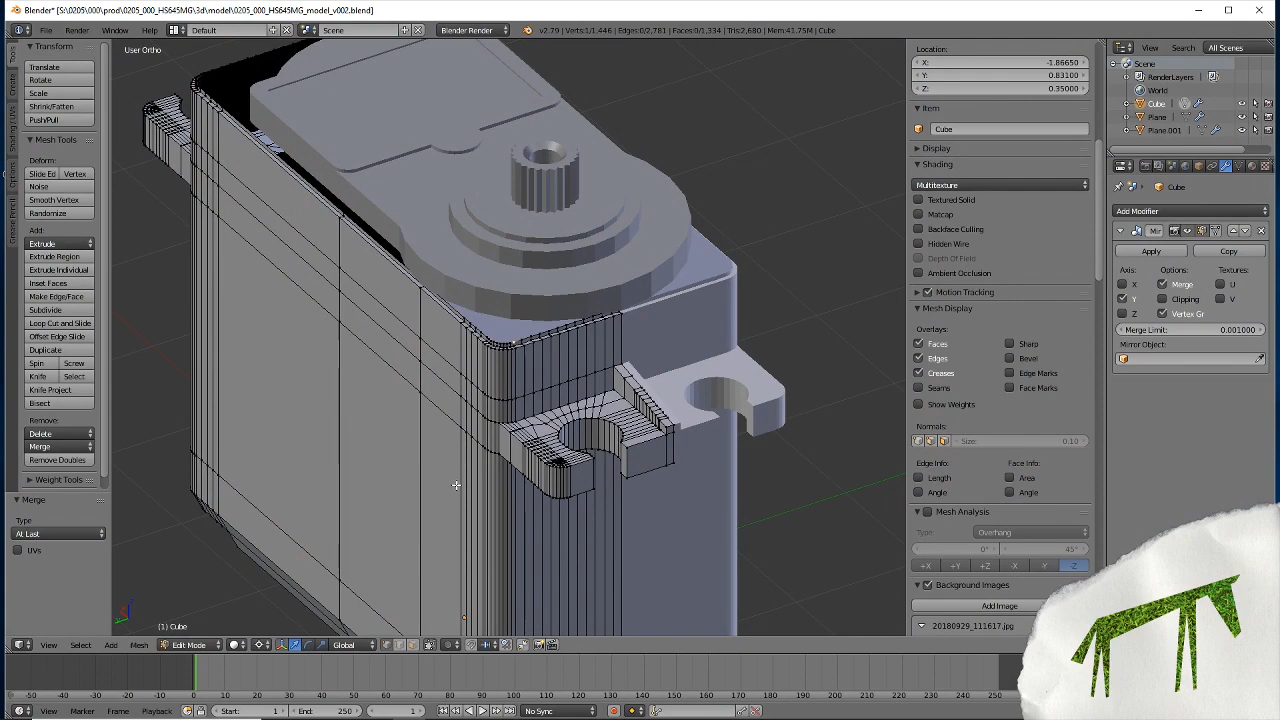 Blender* [S:\0205\000\prod\0205_000_HS645MG\3d\model\0205_000_HS645MG_model_v002.blend]
File Render Window Help Default Scene Blender Render v2.79 | Verts:1/1,446 | Edges:0/2,781 | Faces:0/1,334 | Tris:2,680 | Mem:41.75M | Cube
Transform
Translate
Rotate
Scale
Shrink/Fatten
Push/Pull
Mesh Tools
Deform:
Slide Ed Vertex
Noise
Smooth Vertex
Randomize
Add:
Extrude
Extrude Region
Extrude Individual
Inset Faces
Make Edge/Face
Subdivide
Loop Cut and Slide
Offset Edge Slide
Duplicate
Spin Screw
Knife Select
Knife Project
Bisect
Remove:
Delete
Merge
Remove Doubles
Weight Tools
Merge
Type
At Last
UVs
Tools
Create
Shading / UVs
Options
Grease Pencil
User Ortho
(1) Cube
Location:
X: -1.86650
Y: 0.83100
Z: 0.35000
Item
Cube
Display
Shading
Multitexture
Textured Solid
Matcap
Backface Culling
Hidden Wire
Depth Of Field
Ambient Occlusion
Motion Tracking
Mesh Display
Overlays:
Faces Sharp
Edges Bevel
Creases Edge Marks
Seams Face Marks
Show Weights
Normals:
Size: 0.10
Edge Info: Face Info:
Length Area
Angle Angle
Mesh Analysis
Type: Overhang
0° 45°
+X +Y +Z -X -Y -Z
Background Images
Add Image
20180929_111617.jpg
View Search All Scenes
Scene
RenderLayers
World
Cube
Plane
Plane.001
Cube
Add Modifier
Mir
Apply Copy
Axis: Options: Textures:
X Merge U
Y Clipping V
Z Vertex Gr
Merge Limit: 0.001000
Mirror Object:
View Select Add Mesh Edit Mode Global
-50 -40 -30 -20 -10 0 10 20 30 40 50 60 70 80 90 100 110 120 130 140 150 160 170 180 190 200 210 220 230 240 250
View Marker Frame Playback Start: 1 End: 250 1 No Sync